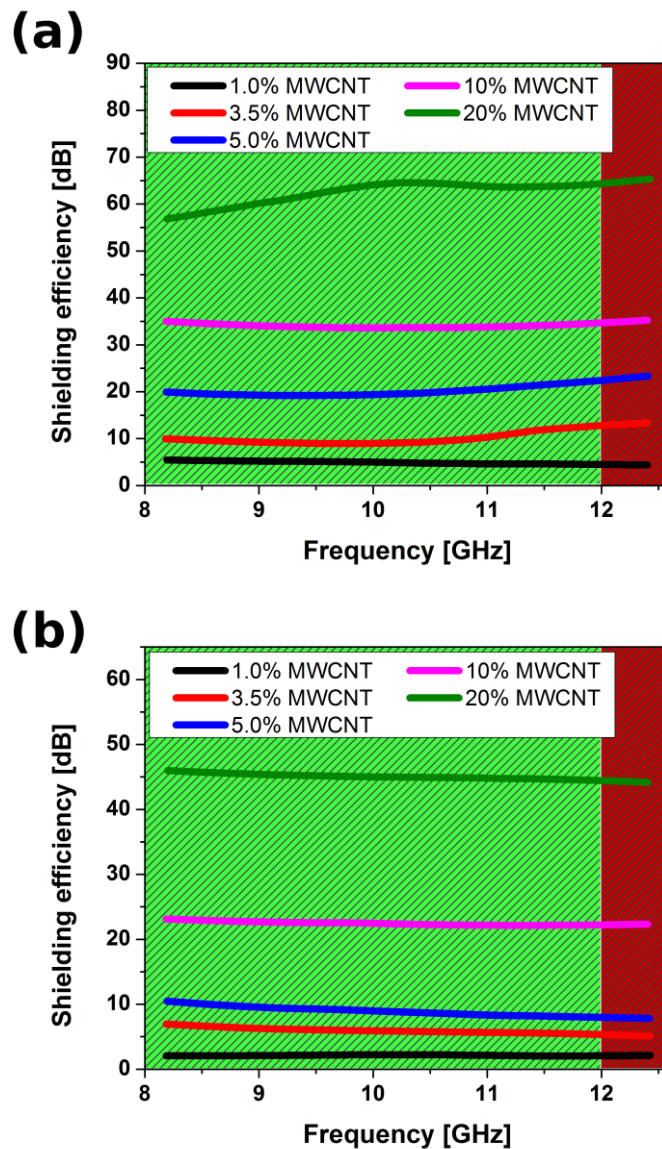 (a)
90
80
70
60
50
40
30
20
10
0
Shielding efficiency [dB]
1.0% MWCNT
3.5% MWCNT
5.0% MWCNT
10% MWCNT
20% MWCNT
8 9 10 11 12
Frequency [GHz]
(b)
60
50
40
30
20
10
0
Shielding efficiency [dB]
1.0% MWCNT
3.5% MWCNT
5.0% MWCNT
10% MWCNT
20% MWCNT
8 9 10 11 12
Frequency [GHz]